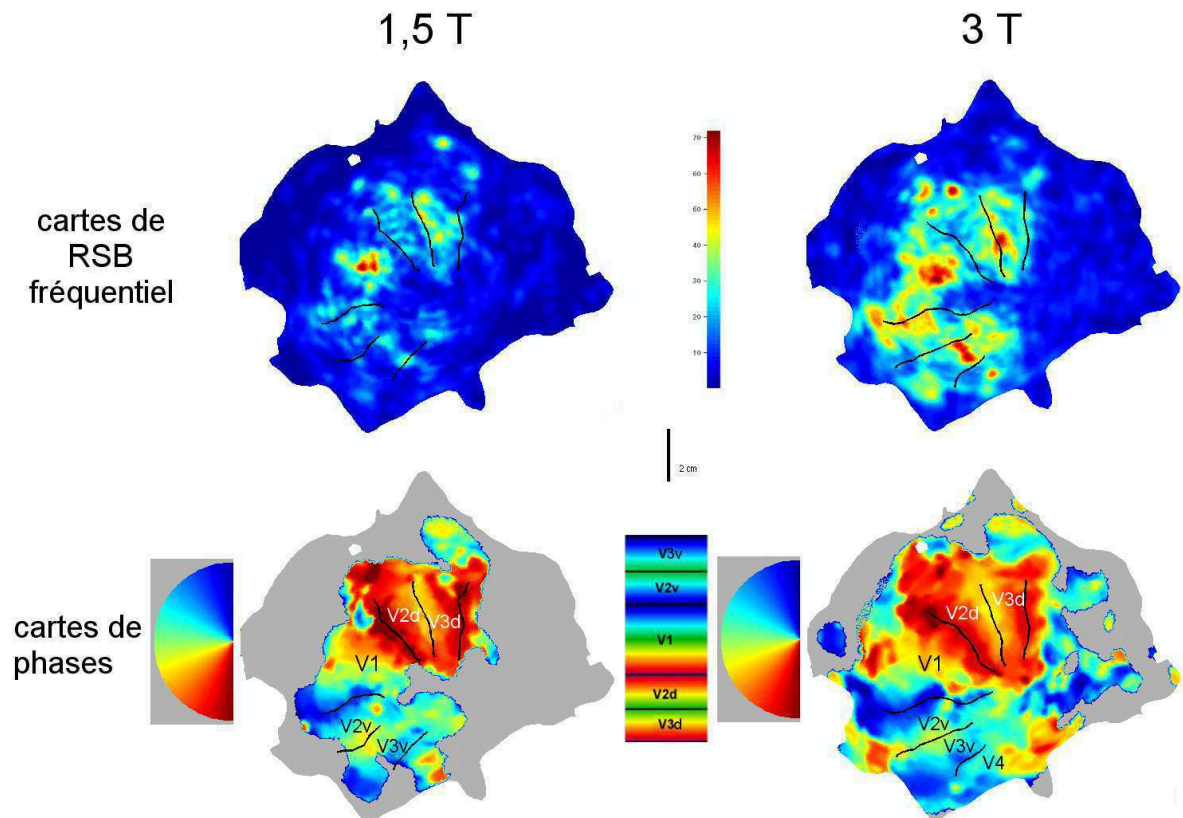 1,5 T
3 T
cartes de
RSB
fréquentiel
70
60
50
40
30
20
10
2 cm
cartes de
phases
V2d
V3d
V1
V2v
V3v
V3v
V2v
V1
V2d
V3d
V2d
V3d
V1
V2v
V3v
V4